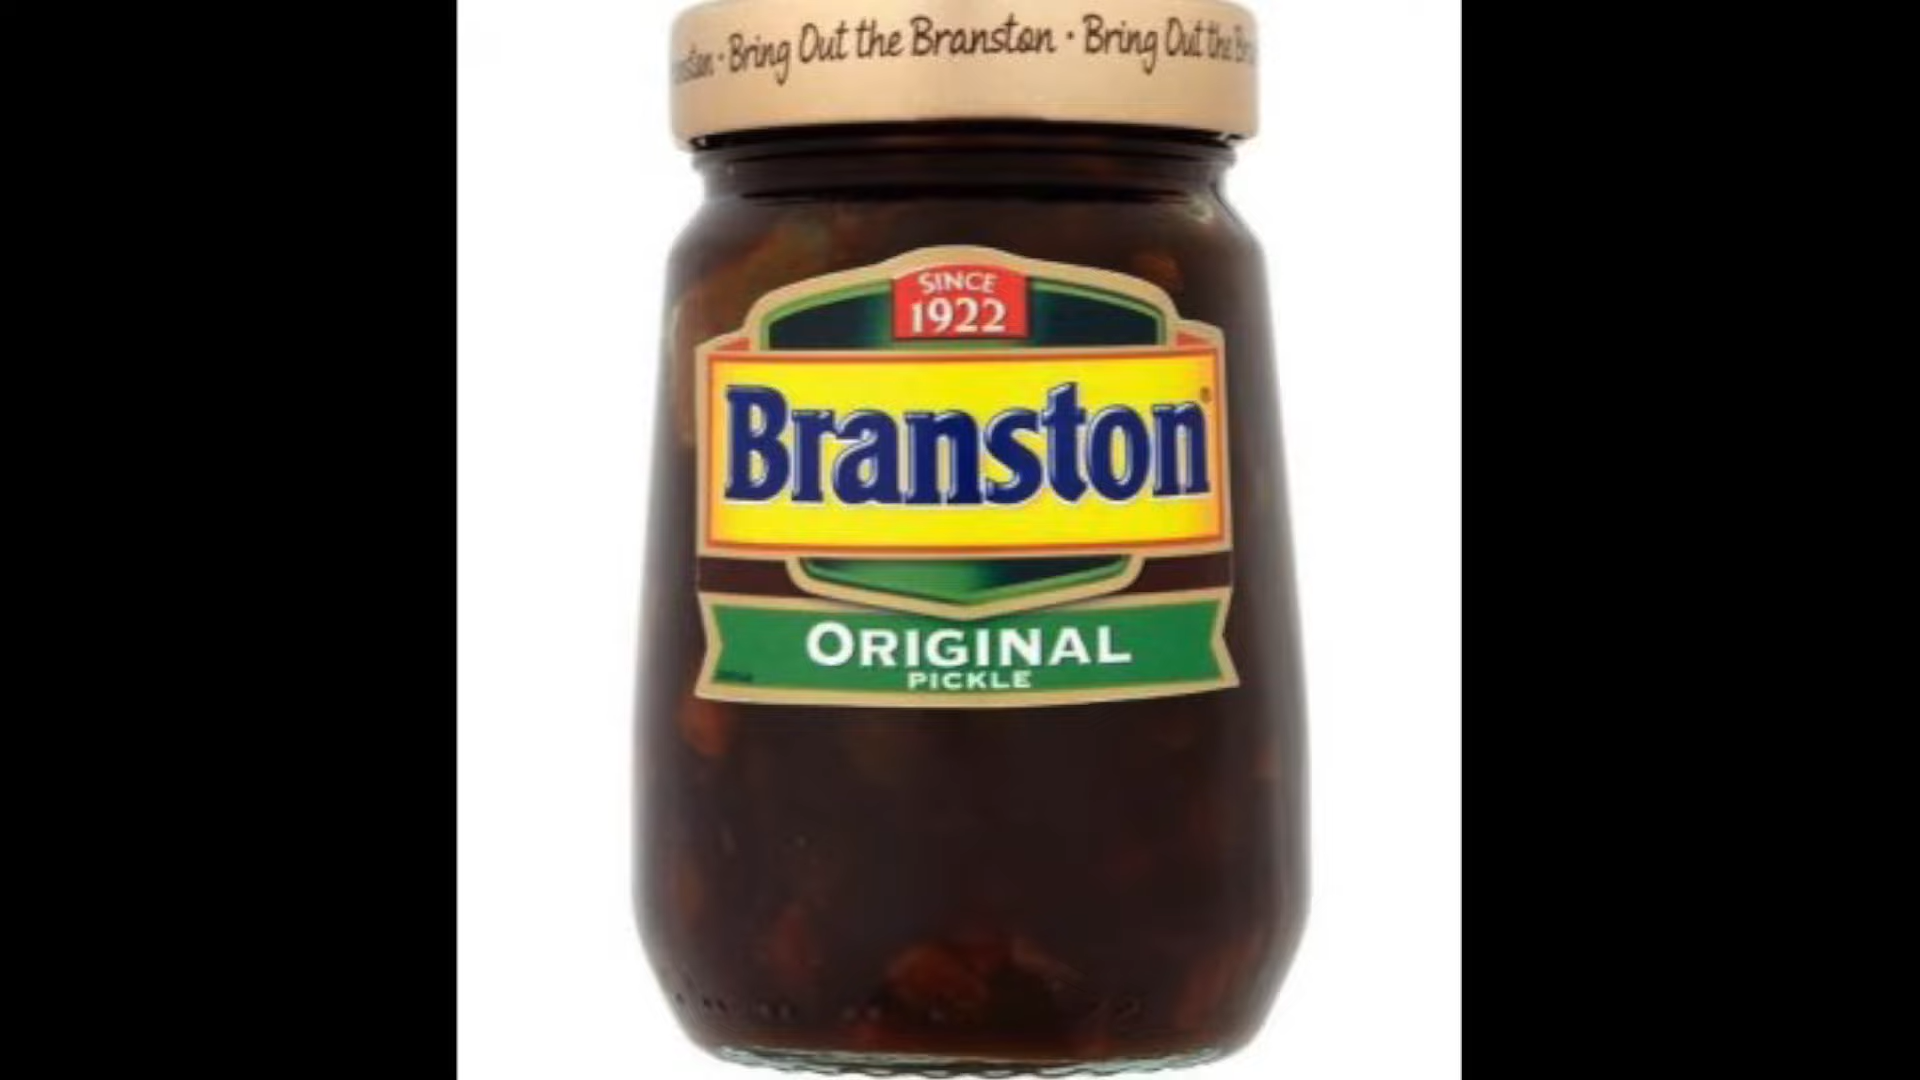 Bring Out the Branston · Bring Out the
SINCE
1922
Branston®
ORIGINAL
PICKLE